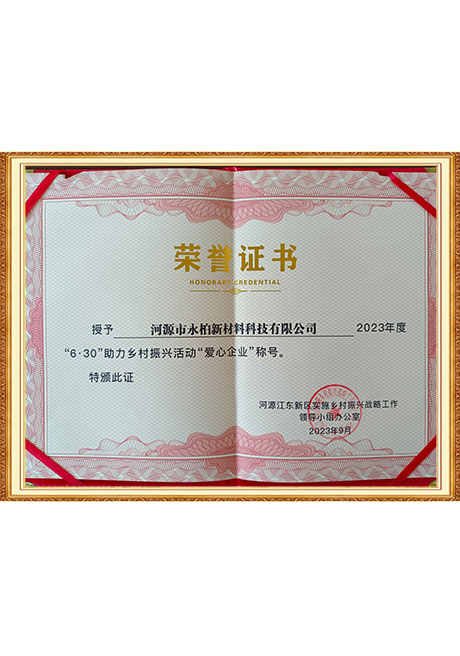 荣誉证书
HONORARY CREDENTIAL
授予 河源市永柏新材料科技有限公司 2023年度
“6·30”助力乡村振兴活动“爱心企业”称号。
特颁此证
河源江东新区实施乡村振兴战略工作
领导小组办公室
2023年9月